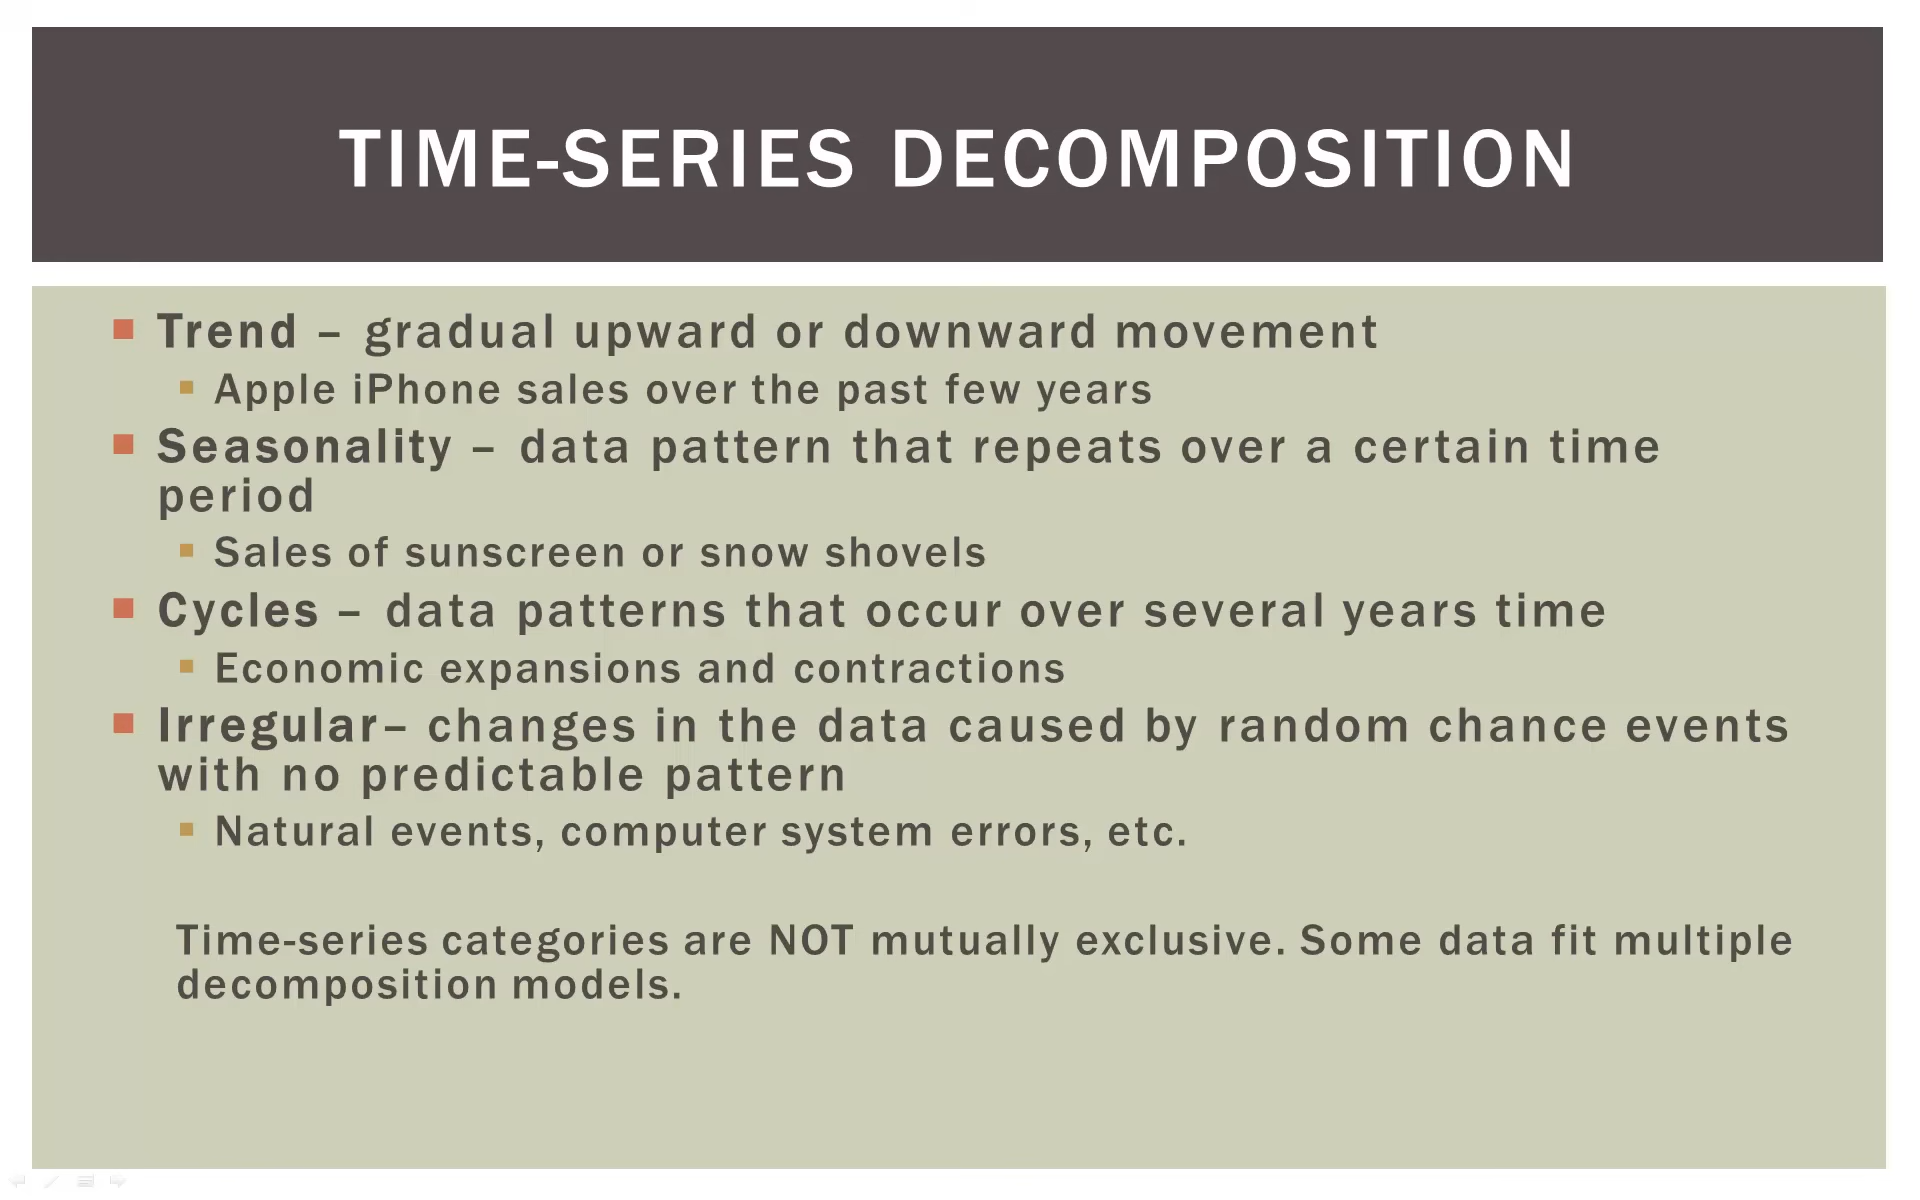 TIME-SERIES DECOMPOSITION
Trend – gradual upward or downward movement
Apple iPhone sales over the past few years
Seasonality – data pattern that repeats over a certain time
period
Sales of sunscreen or snow shovels
Cycles – data patterns that occur over several years time
Economic expansions and contractions
Irregular– changes in the data caused by random chance events
with no predictable pattern
Natural events, computer system errors, etc.
Time-series categories are NOT mutually exclusive. Some data fit multiple
decomposition models.